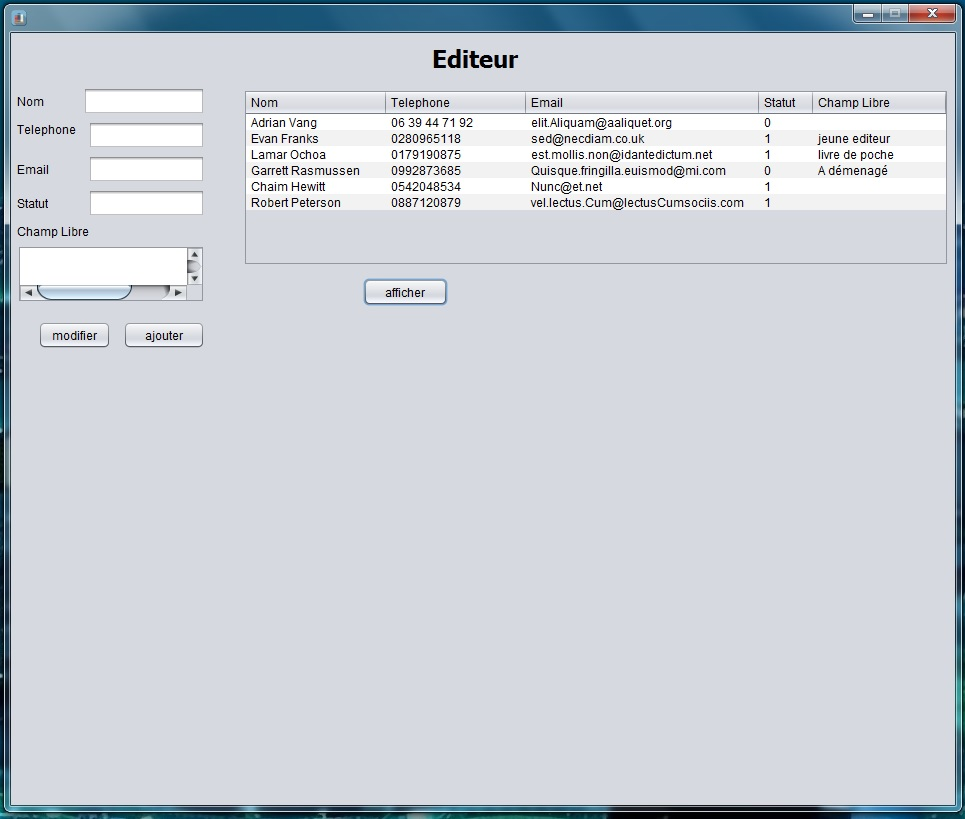 Editeur
Nom
Telephone
Email
Statut
Champ Libre
modifier ajouter
Nom Telephone Email Statut Champ Libre
Adrian Vang 06 39 44 71 92 elit.Aliquam@aaliquet.org 0
Evan Franks 0280965118 sed@necdiam.co.uk 1 jeune editeur
Lamar Ochoa 0179190875 est.mollis.non@idantedictum.net 1 livre de poche
Garrett Rasmussen 0992873685 Quisque.fringilla.euismod@mi.com 0 A démenagé
Chaim Hewitt 0542048534 Nunc@et.net 1
Robert Peterson 0887120879 vel.lectus.Cum@lectusCumsociis.com 1
afficher